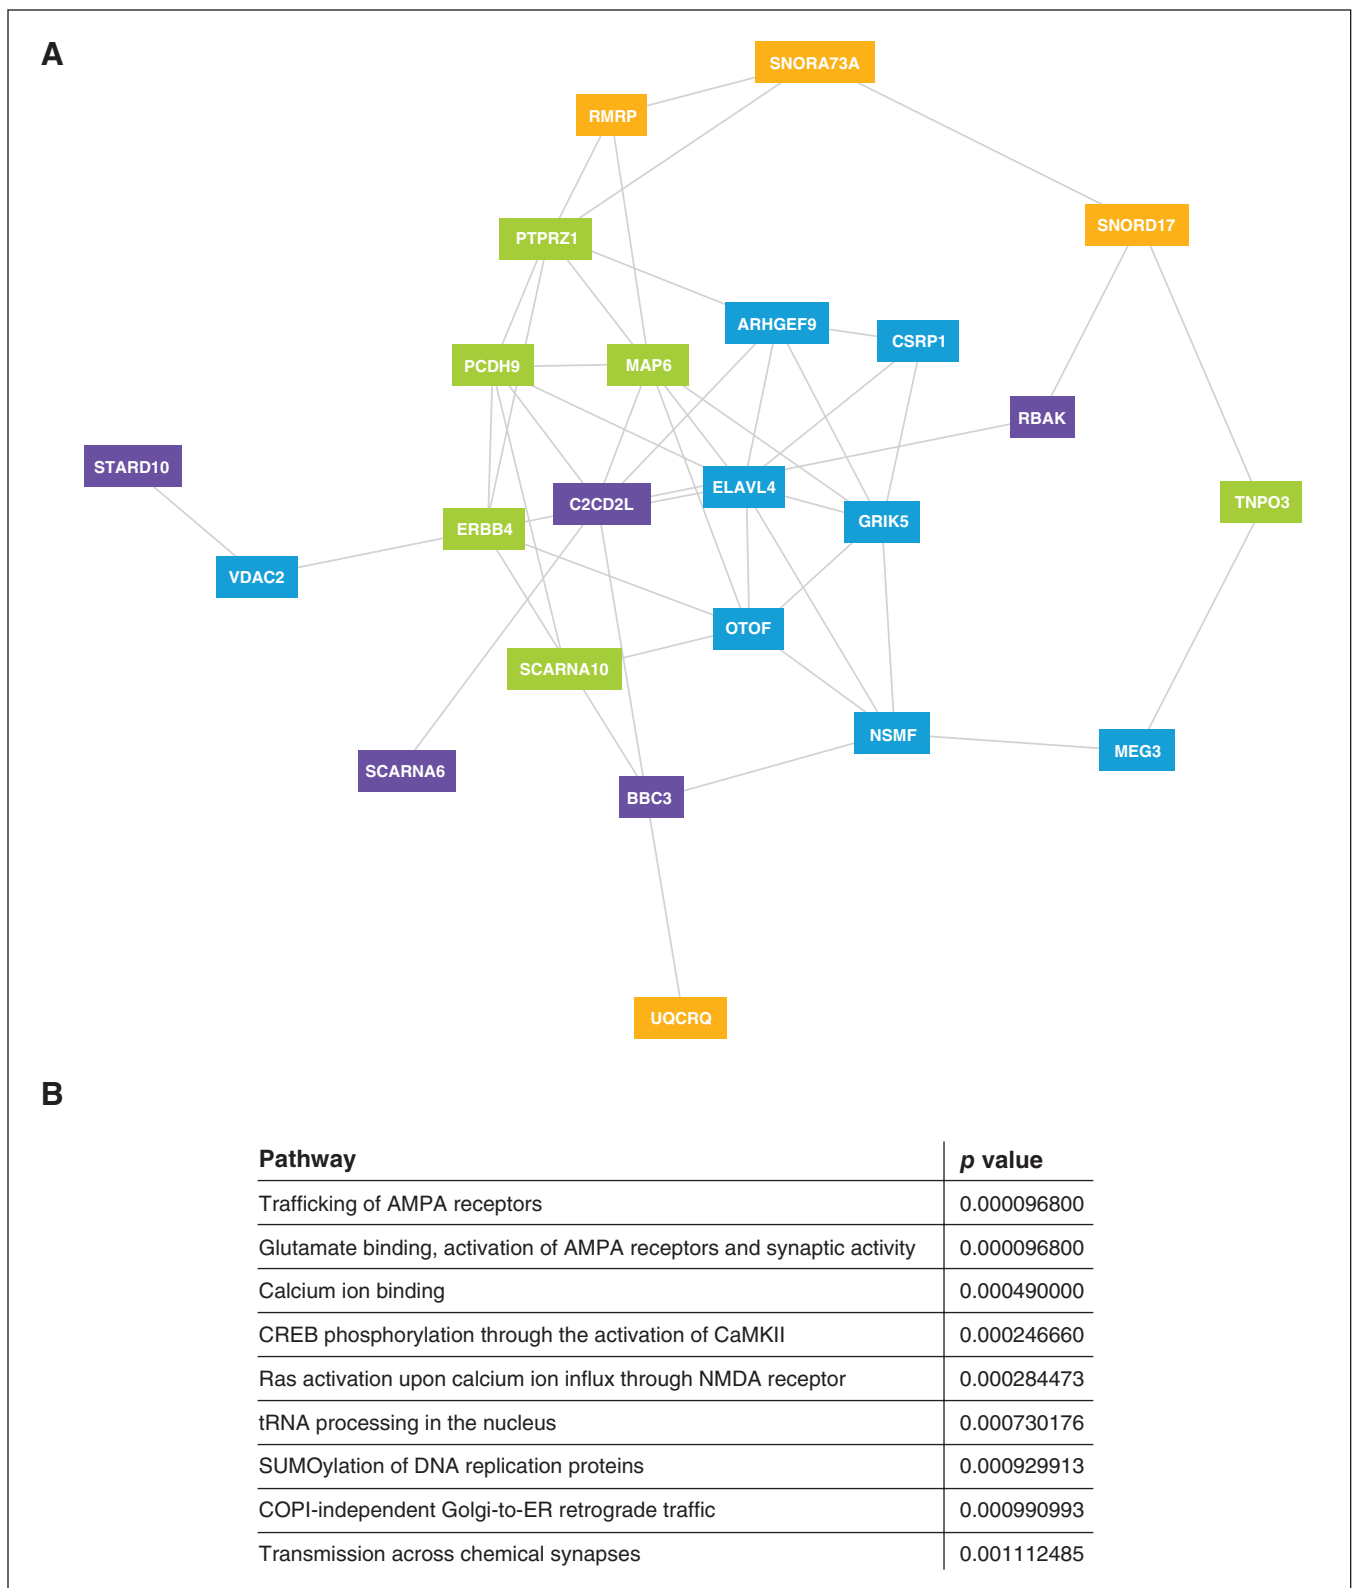 A
SNORA73A
RMRP
SNORD17
PTPRZ1
ARHGEF9
CSRP1
PCDH9
MAP6
RBAK
STARD10
ELAVL4
C2CD2L
TNPO3
GRIK5
ERBB4
VDAC2
OTOF
SCARNA10
NSMF
MEG3
SCARNA6
BBC3
UQCRQ
B
Pathway p value
Trafficking of AMPA receptors 0.000096800
Glutamate binding, activation of AMPA receptors and synaptic activity 0.000096800
Calcium ion binding 0.000490000
CREB phosphorylation through the activation of CaMKII 0.000246660
Ras activation upon calcium ion influx through NMDA receptor 0.000284473
tRNA processing in the nucleus 0.000730176
SUMOylation of DNA replication proteins 0.000929913
COPI-independent Golgi-to-ER retrograde traffic 0.000990993
Transmission across chemical synapses 0.001112485